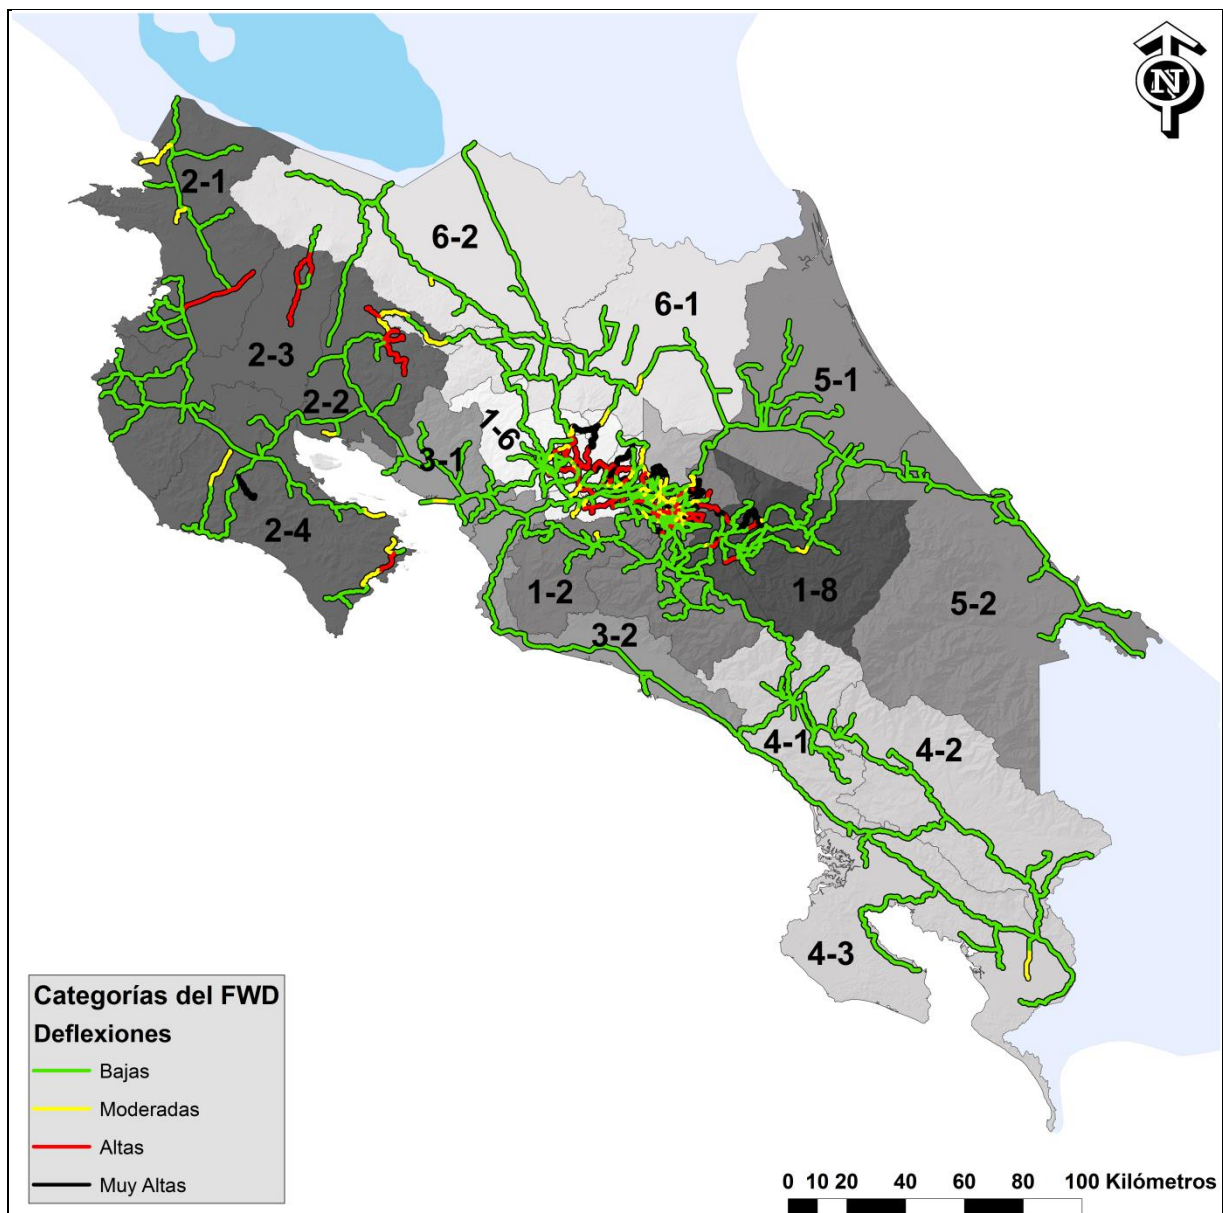 N
2-1
6-2
6-1
2-3
5-1
2-2
1-6
3-1
2-4
1-2
1-8
5-2
3-2
4-1
4-2
4-3
Categorías del FWD
Deflexiones
Bajas
Moderadas
Altas
Muy Altas
0 10 20 40 60 80 100 Kilómetros